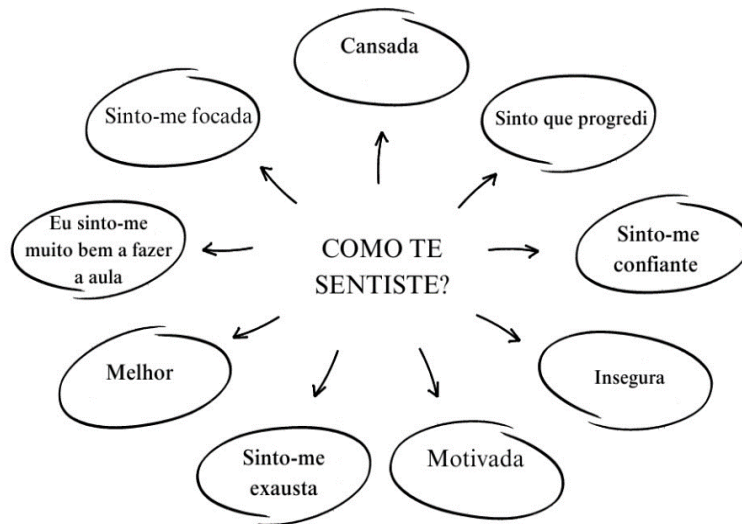 Cansada
Sinto-me focada
Sinto que progredi
Eu sinto-me
muito bem a fazer
a aula
COMO TE
SENTISTE?
Sinto-me
confiante
Melhor
Insegura
Sinto-me
exausta
Motivada